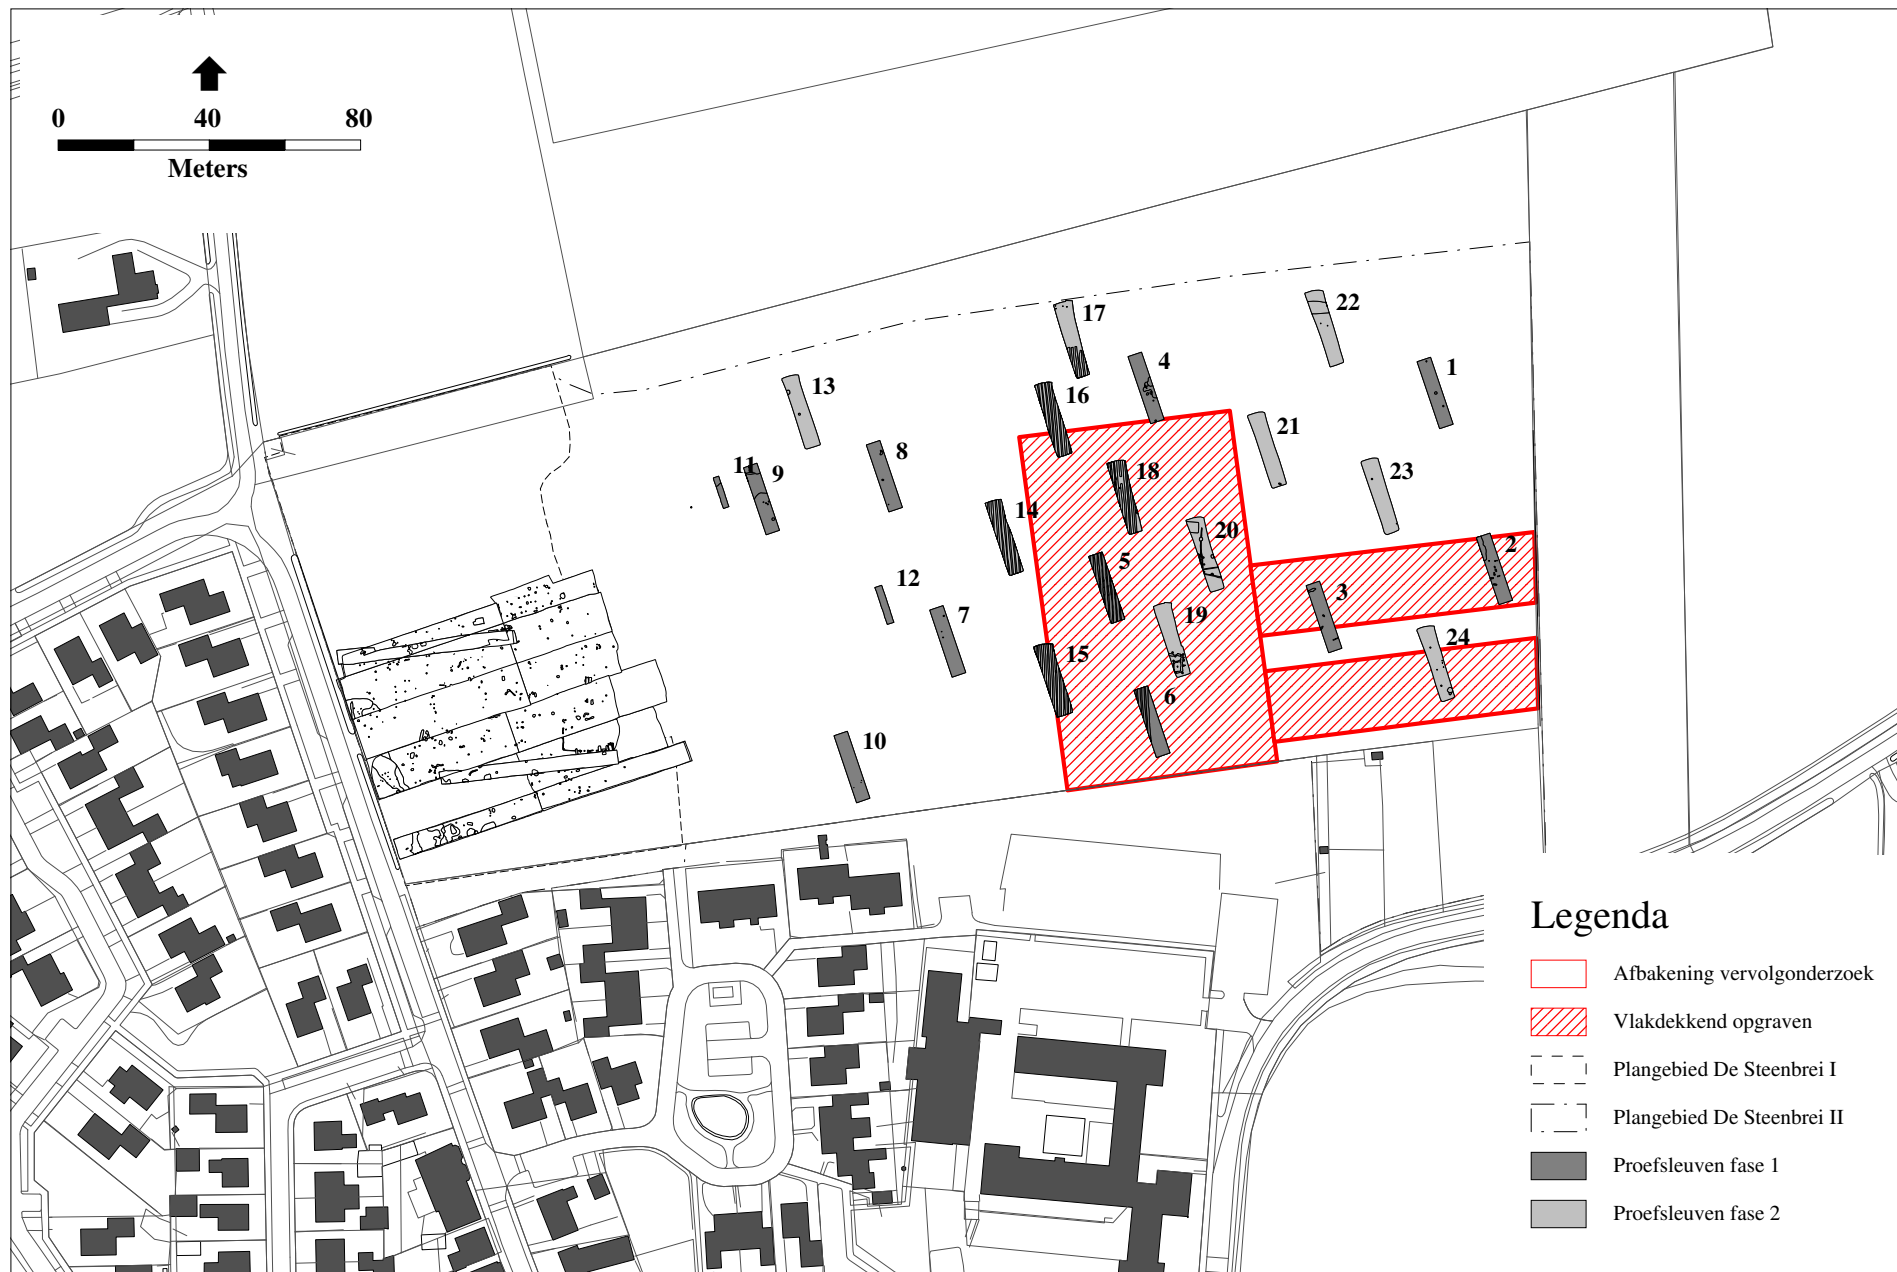 0 40 80
Meters
17
22
4
1
13
16
21
8
11
9
18
23
14
20
2
5
12
3
7
19
24
15
6
10
Legenda
Afbakening vervolgonderzoek
Vlakdekkend opgraven
Plangebied De Steenbrei I
Plangebied De Steenbrei II
Proefsleuven fase 1
Proefsleuven fase 2